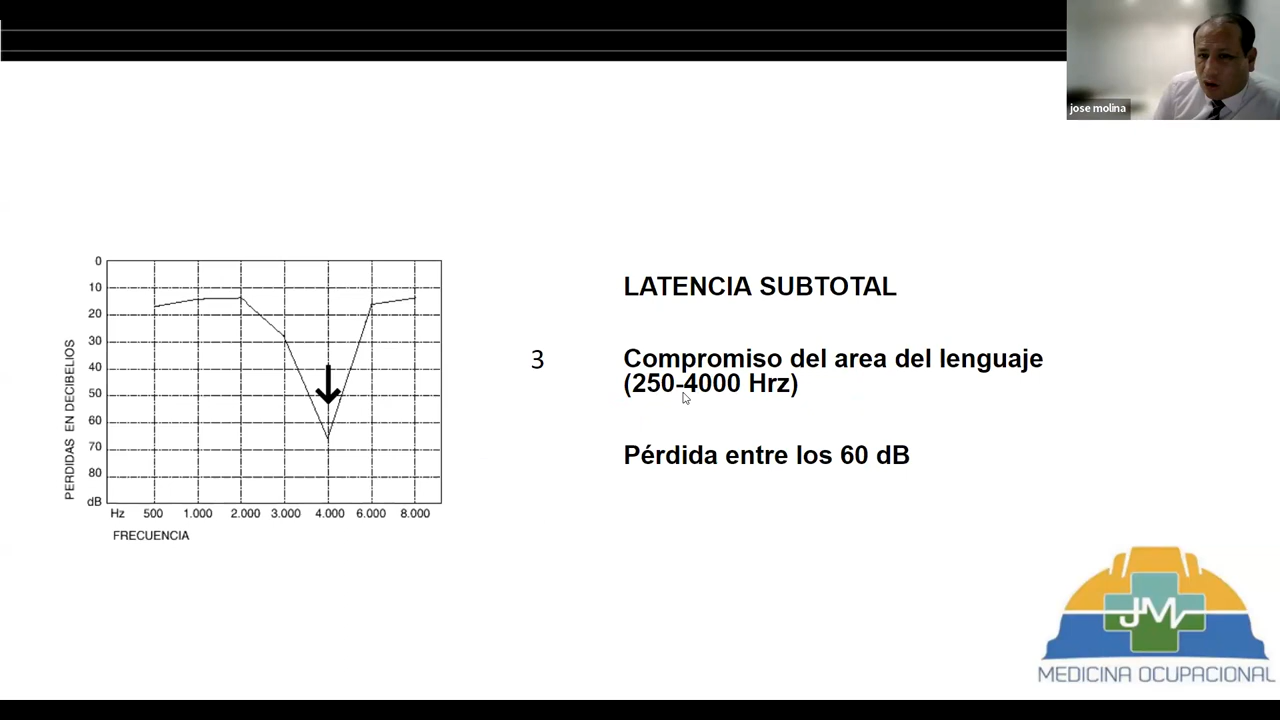 jose molina
LATENCIA SUBTOTAL
3
Compromiso del area del lenguaje
(250-4000 Hrz)
Pérdida entre los 60 dB
PERDIDAS EN DECIBELIOS
0
10
20
30
40
50
60
70
80
dB
Hz 500 1.000 2.000 3.000 4.000 6.000 8.000
FRECUENCIA
JM
MEDICINA OCUPACIONAL